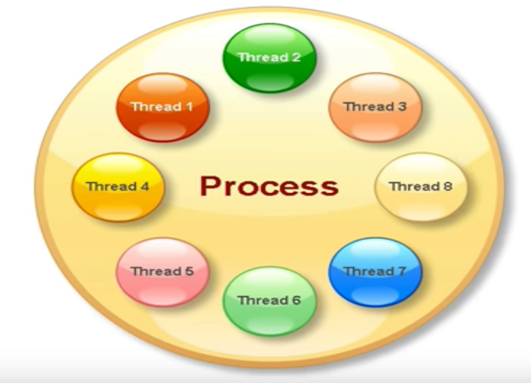 Thread 2
Thread 1
Thread 3
Thread 4
Process
Thread 8
Thread 5
Thread 7
Thread 6